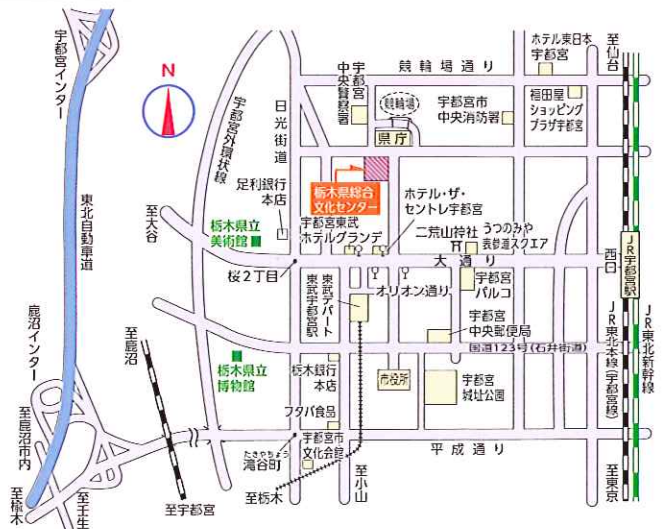 宇都宮インター
N
東北自動車道
鹿沼インター
至鹿沼市内
至楡木
至壬生
至鹿沼
至宇都宮
至大谷
宇都宮外環状線
日光街道
足利銀行
本店
栃木県立
美術館
桜2丁目
栃木県立
博物館
宇都宮
中央警察署
競輪場通り
競輪場
県庁
宇都宮市
中央消防署
ホテル東日本
宇都宮
福田屋
ショッピング
プラザ宇都宮
至仙台
栃木県総合
文化センター
ホテル・ザ・
セントレ宇都宮
宇都宮東武
ホテルグランデ
二荒山神社
うつのみや
表参道スクエア
大通り
西口
JR宇都宮駅
オリオン通り
宇都宮
パルコ
東武デパート
東武宇都宮駅
宇都宮
中央郵便局
国道123号(石井街道)
栃木銀行
本店
市役所
宇都宮
城址公園
フタバ食品
宇都宮市
文化会館
たきやちょう
滝谷町
平成通り
至栃木
至小山
JR東北本線(宇都宮線)
JR東北新幹線
至東京